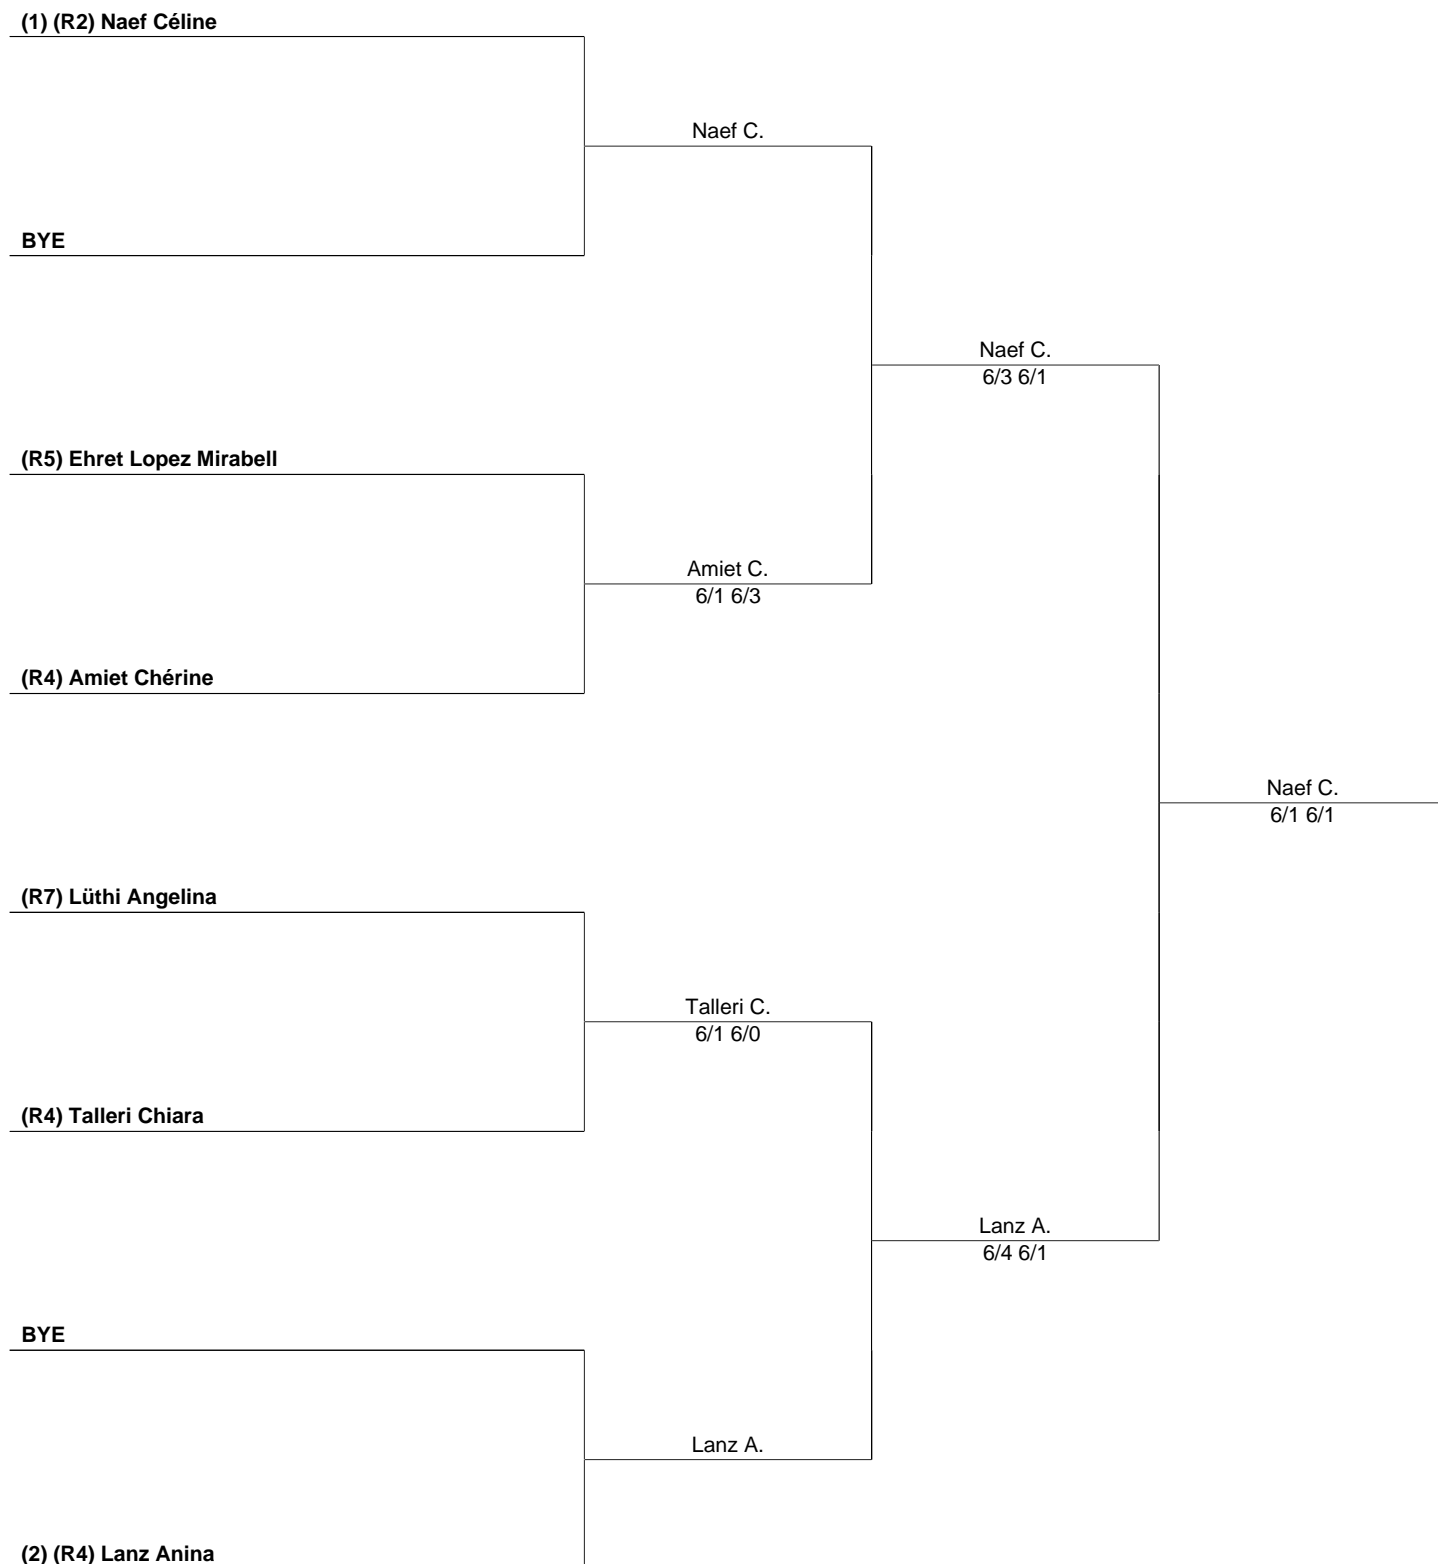 (1) (R2) Naef Céline
Naef C.
BYE
Naef C.
6/3 6/1
(R5) Ehret Lopez Mirabell
Amiet C.
6/1 6/3
(R4) Amiet Chérine
Naef C.
6/1 6/1
(R7) Lüthi Angelina
Talleri C.
6/1 6/0
(R4) Talleri Chiara
Lanz A.
6/4 6/1
BYE
Lanz A.
(2) (R4) Lanz Anina